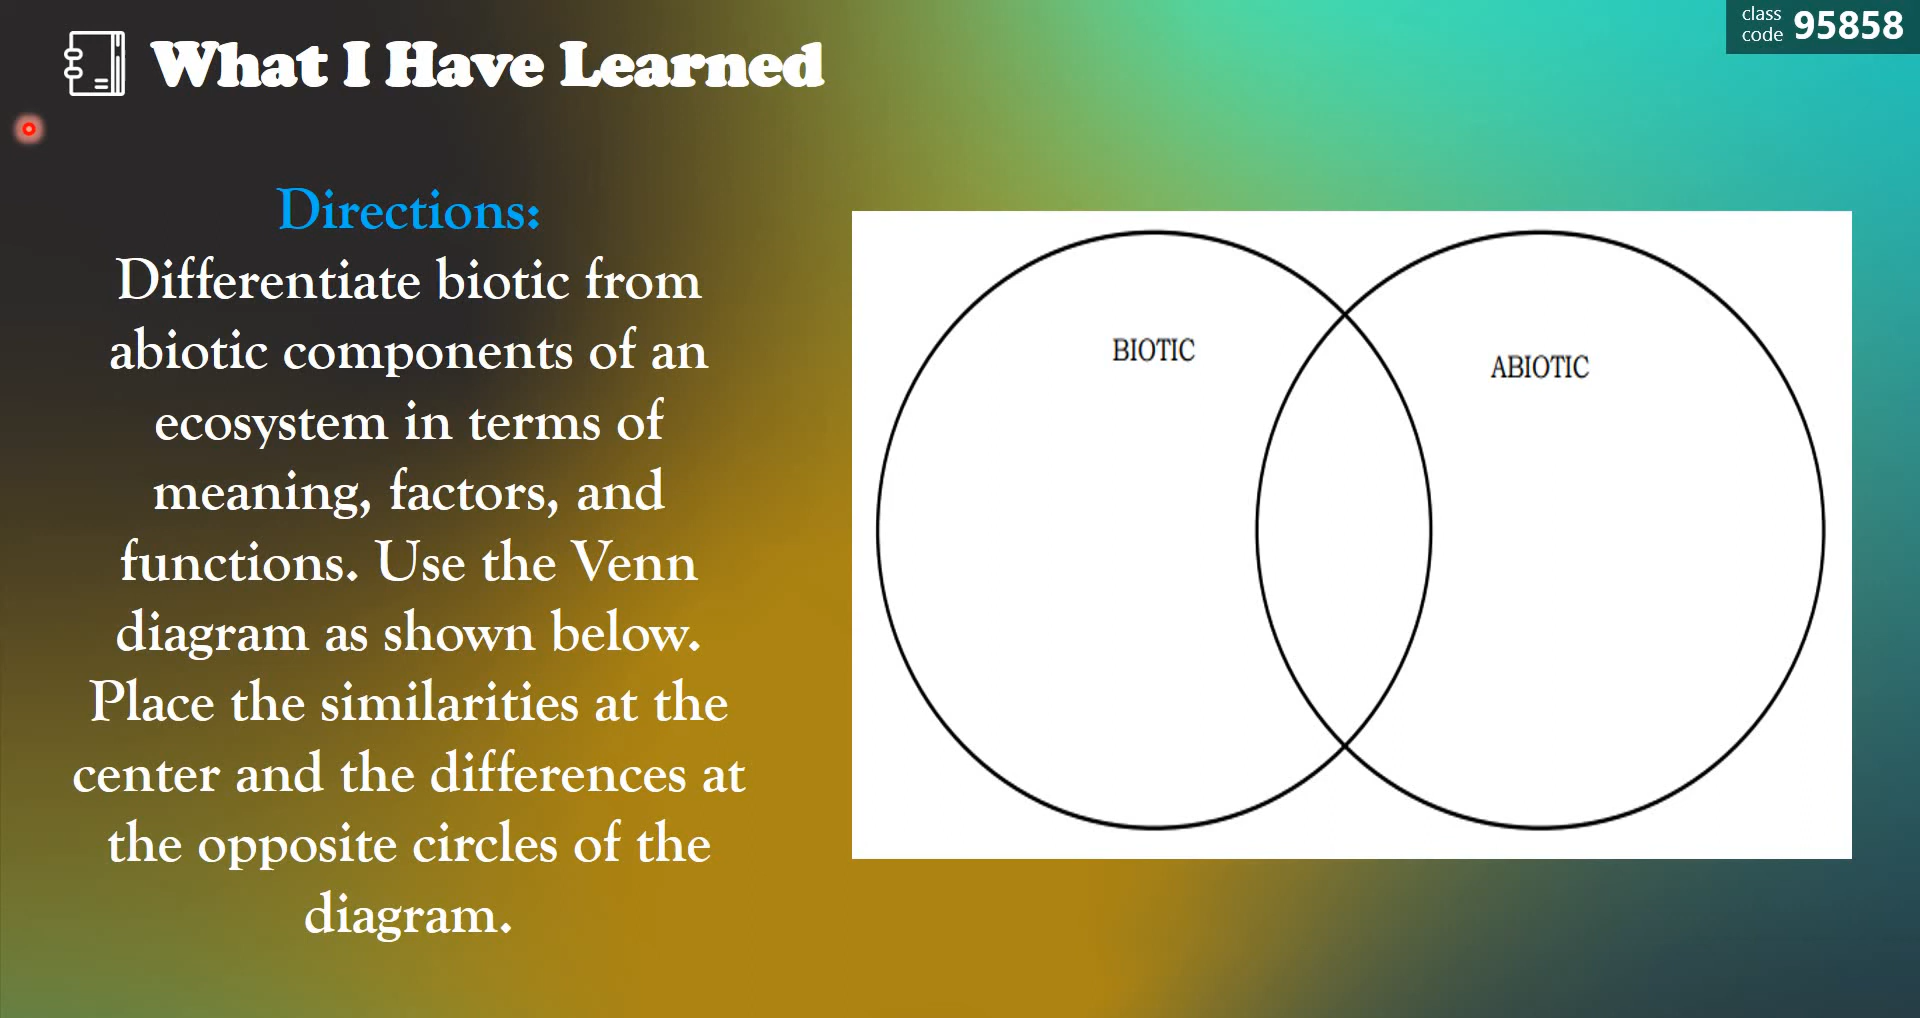 What I Have Learned
class
code 95858
Directions:
Differentiate biotic from
abiotic components of an
ecosystem in terms of
meaning, factors, and
functions. Use the Venn
diagram as shown below.
Place the similarities at the
center and the differences at
the opposite circles of the
diagram.
BIOTIC
ABIOTIC